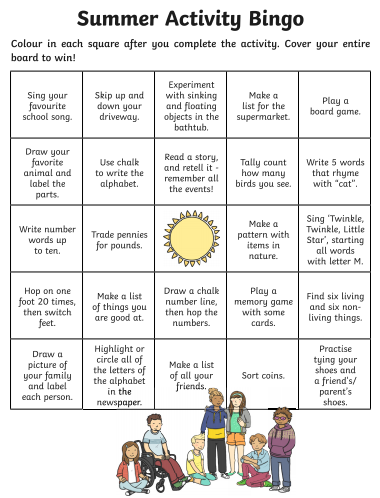 Summer Activity Bingo
Colour in each square after you complete the activity. Cover your entire
board to win!
Sing your
favourite
school song.
Skip up and
down your
driveway.
Experiment
with sinking
and floating
objects in the
bathtub.
Make a
list for the
supermarket.
Play a
board game.
Draw your
favorite
animal and
label the
parts.
Use chalk
to write the
alphabet.
Read a story,
and retell it -
remember all
the events!
Tally count
how many
birds you see.
Write 5 words
that rhyme
with “cat”.
Write number
words up
to ten.
Trade pennies
for pounds.
Make a
pattern with
items in
nature.
Sing ‘Twinkle,
Twinkle, Little
Star’, starting
all words
with letter M.
Hop on one
foot 20 times,
then switch
feet.
Make a list
of things you
are good at.
Draw a chalk
number line,
then hop the
numbers.
Play a
memory game
with some
cards.
Find six living
and six non-
living things.
Draw a
picture of
your family
and label
each person.
Highlight or
circle all of
the letters of
the alphabet
in the
newspaper.
Make a list
of all your
friends.
Sort coins.
Practise
tying your
shoes and
a friend’s/
parent’s
shoes.